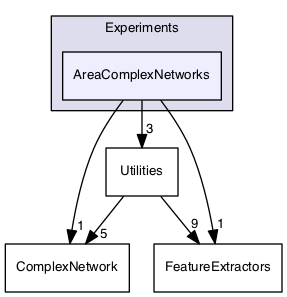 Experiments
AreaComplexNetworks
3
Utilities
1
5
9
1
ComplexNetwork
FeatureExtractors